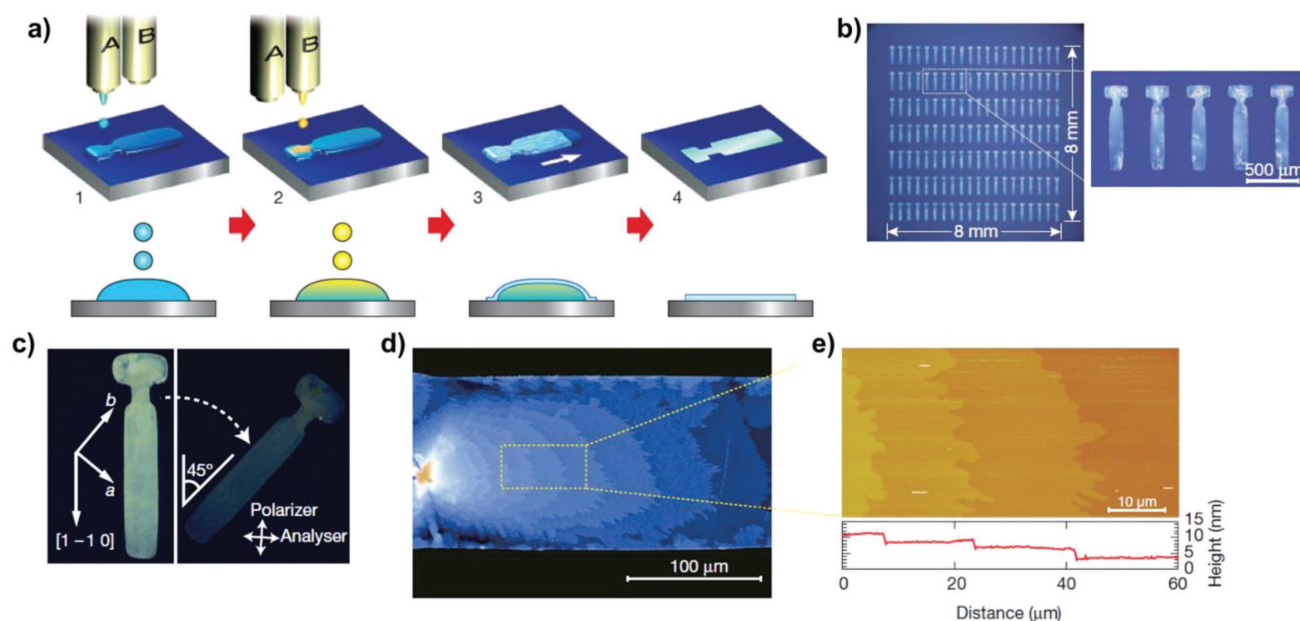 a)
A
B
A
B
1
2
3
4
b)
8 mm
8 mm
500 μm
c)
b
a
[1 −1 0]
45°
Polarizer
Analyser
d)
100 μm
e)
10 μm
15
10
5
0
Height (nm)
0
20
40
60
Distance (μm)